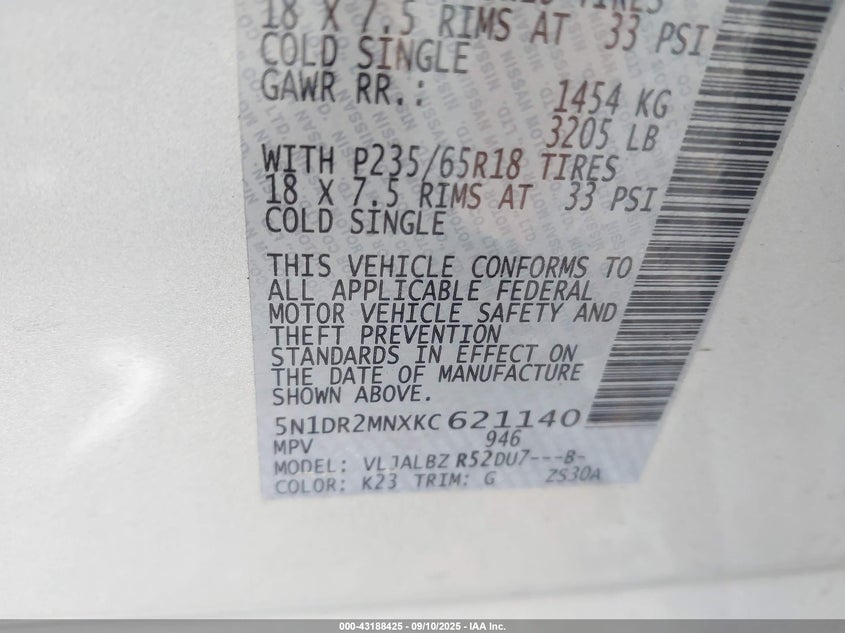 TIRES
18 X 7.5 RIMS AT 33 PSI
COLD SINGLE
GAWR RR.: 1454 KG
3205 LB
WITH P235/65R18 TIRES
18 X 7.5 RIMS AT 33 PSI
COLD SINGLE
THIS VEHICLE CONFORMS TO
ALL APPLICABLE FEDERAL
MOTOR VEHICLE SAFETY AND
THEFT PREVENTION
STANDARDS IN EFFECT ON
THE DATE OF MANUFACTURE
SHOWN ABOVE.
5N1DR2MNXKC621140
MPV 946
MODEL: VLJALBZ R52DU7---B-
COLOR: K23 TRIM: G ZS30A
000-43188425 - 09/10/2025 - IAA Inc.